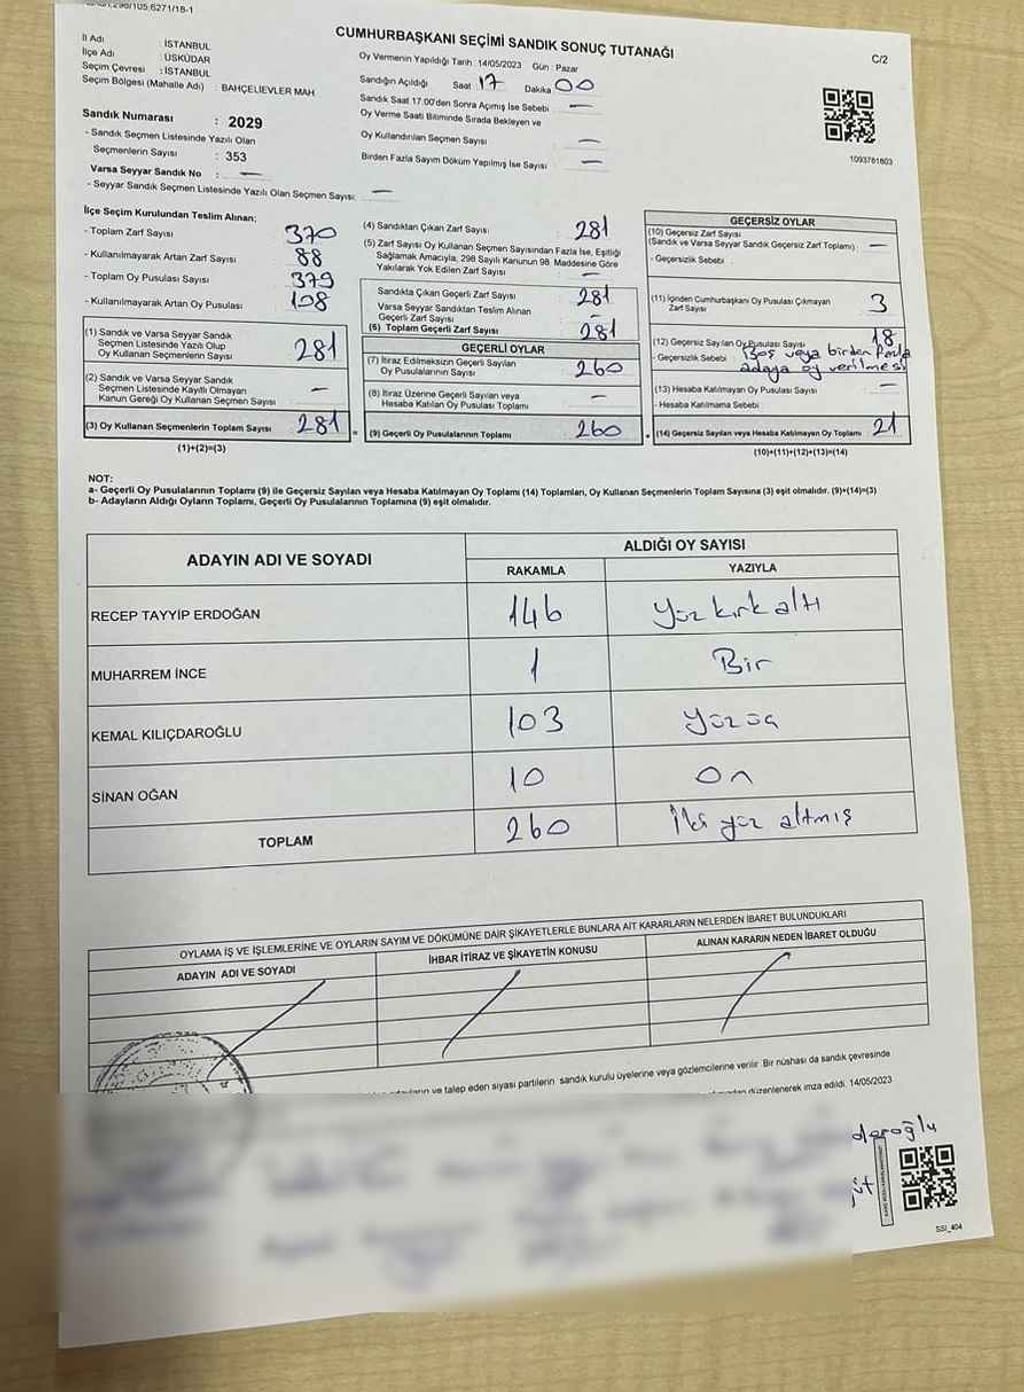 CUMHURBAŞKANI SEÇİMİ SANDIK SONUÇ TUTANAĞI
C/2
İl Adı : İSTANBUL
İlçe Adı : ÜSKÜDAR
Seçim Çevresi : İSTANBUL
Seçim Bölgesi (Mahalle Adı) : BAHÇELİEVLER MAH
Sandık Numarası : 2029
- Sandık Seçmen Listesinde Yazılı Olan
Seçmenlerin Sayısı : 353
Varsa Seyyar Sandık No : —
- Seyyar Sandık Seçmen Listesinde Yazılı Olan Seçmen Sayısı: —
Oy Vermenin Yapıldığı Tarih : 14/05/2023 Gün : Pazar
Sandığın Açıldığı Saat 17 Dakika 00
Sandık Saat 17.00'den Sonra Açmış İse Sebebi —
Oy Verme Saati Bitiminde Sırada Bekleyen ve
Oy Kullandırılan Seçmen Sayısı —
Birden Fazla Sayım Döküm Yapılmış İse Sayısı —
1093761603
İlçe Seçim Kurulundan Teslim Alınan;
- Toplam Zarf Sayısı 370
- Kullanılmayarak Artan Zarf Sayısı 88
- Toplam Oy Pusulası Sayısı 379
- Kullanılmayarak Artan Oy Pusulası 108
(1) Sandık ve Varsa Seyyar Sandık
Seçmen Listesinde Yazılı Olup
Oy Kullanan Seçmenlerin Sayısı 281
(2) Sandık ve Varsa Seyyar Sandık
Seçmen Listesinde Kayıtlı Olmayan
Kanun Gereği Oy Kullanan Seçmen Sayısı —
(3) Oy Kullanan Seçmenlerin Toplam Sayısı 281
(1)+(2)=(3)
(4) Sandıktan Çıkan Zarf Sayısı 281
(5) Zarf Sayısı Oy Kullanan Seçmen Sayısından Fazla İse, Eşitliği
Sağlamak Amacıyla, 298 Sayılı Kanunun 98. Maddesine Göre
Yakılarak Yok Edilen Zarf Sayısı —
Sandıkta Çıkan Geçerli Zarf Sayısı 281
Varsa Seyyar Sandıktan Teslim Alınan
Geçerli Zarf Sayısı —
(6) Toplam Geçerli Zarf Sayısı 281
GEÇERLİ OYLAR
(7) İtiraz Edilmeksizin Geçerli Sayılan
Oy Pusulalarının Sayısı 260
(8) İtiraz Üzerine Geçerli Sayılan veya
Hesaba Katılan Oy Pusulası Toplamı —
(9) Geçerli Oy Pusulalarının Toplamı 260
GEÇERSİZ OYLAR
(10) Geçersiz Zarf Sayısı
(Sandık ve Varsa Seyyar Sandık Geçersiz Zarf Toplamı) —
- Geçersizlik Sebebi :
(11) İçinden Cumhurbaşkanı Oy Pusulası Çıkmayan
Zarf Sayısı 3
(12) Geçersiz Sayılan Oy Pusulası Sayısı 18
- Geçersizlik Sebebi : Boş veya birden fazla
adaya oy verilmesi
(13) Hesaba Katılmayan Oy Pusulası Sayısı —
- Hesaba Katılmama Sebebi
(14) Geçersiz Sayılan veya Hesaba Katılmayan Oy Toplamı 21
(10)+(11)+(12)+(13)=(14)
NOT:
a- Geçerli Oy Pusulalarının Toplamı (9) ile Geçersiz Sayılan veya Hesaba Katılmayan Oy Toplamı (14) Toplamları, Oy Kullanan Seçmenlerin Toplam Sayısına (3) eşit olmalıdır. (9)+(14)=(3)
b- Adayların Aldığı Oyların Toplamı, Geçerli Oy Pusulalarının Toplamına (9) eşit olmalıdır.
ADAYIN ADI VE SOYADI
ALDIĞI OY SAYISI
RAKAMLA YAZIYLA
RECEP TAYYİP ERDOĞAN 146 Yüz kırk altı
MUHARREM İNCE 1 Bir
KEMAL KILIÇDAROĞLU 103 Yüz üç
SİNAN OĞAN 10 On
TOPLAM 260 İki yüz altmış
OYLAMA İŞ VE İŞLEMLERİNE VE OYLARIN SAYIM VE DÖKÜMÜNE DAİR ŞİKAYETLERLE BUNLARA AİT KARARLARIN NELERDEN İBARET BULUNDUKLARI
ADAYIN ADI VE SOYADI İHBAR İTİRAZ VE ŞİKAYETİN KONUSU ALINAN KARARIN NEDEN İBARET OLDUĞU
ve talep eden siyasi partilerin sandık kurulu üyelerine veya gözlemcilerine verilir. Bir nüshası da sandık çevresinde
düzenlenerek imza edildi. 14/05/2023
daroğlu
SSI_404